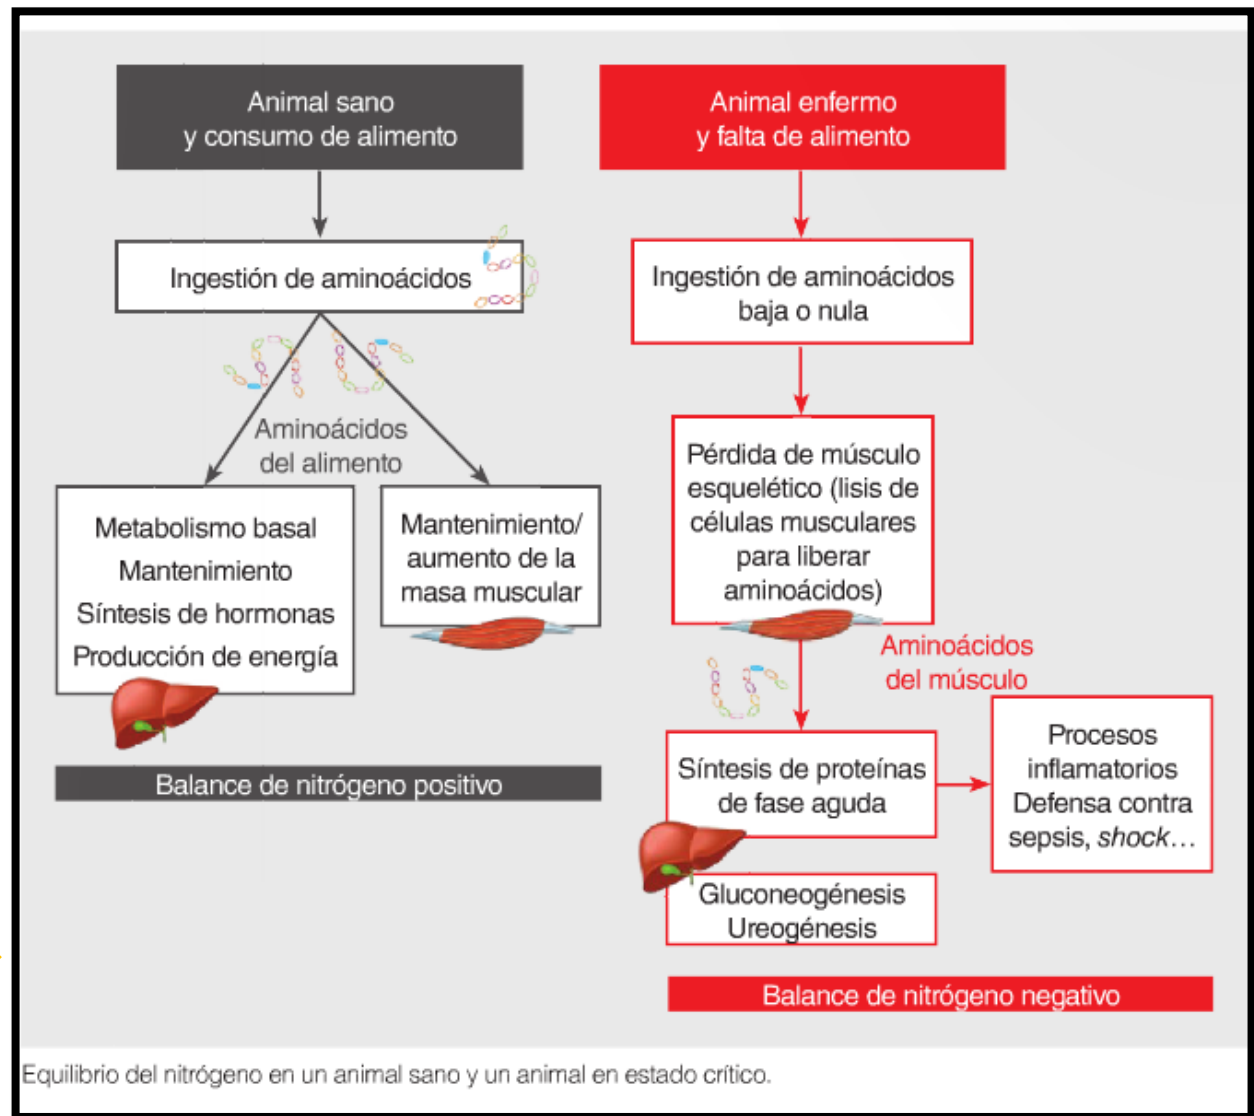 Animal sano
y consumo de alimento
Ingestión de aminoácidos
Aminoácidos
del alimento
Metabolismo basal
Mantenimiento
Síntesis de hormonas
Producción de energía
Mantenimiento/
aumento de la
masa muscular
Balance de nitrógeno positivo
Animal enfermo
y falta de alimento
Ingestión de aminoácidos
baja o nula
Pérdida de músculo
esquelético (lisis de
células musculares
para liberar
aminoácidos)
Aminoácidos
del músculo
Síntesis de proteínas
de fase aguda
Procesos
inflamatorios
Defensa contra
sepsis, shock...
Gluconeogénesis
Ureogénesis
Balance de nitrógeno negativo
Equilibrio del nitrógeno en un animal sano y un animal en estado crítico.